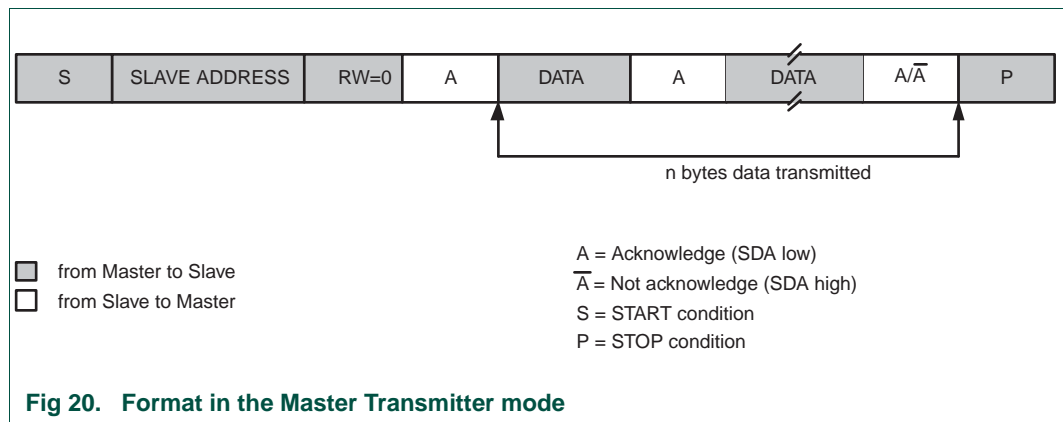 S SLAVE ADDRESS RW=0 A DATA A DATA A/A̅ P
n bytes data transmitted
from Master to Slave
from Slave to Master
A = Acknowledge (SDA low)
A̅ = Not acknowledge (SDA high)
S = START condition
P = STOP condition
Fig 20. Format in the Master Transmitter mode